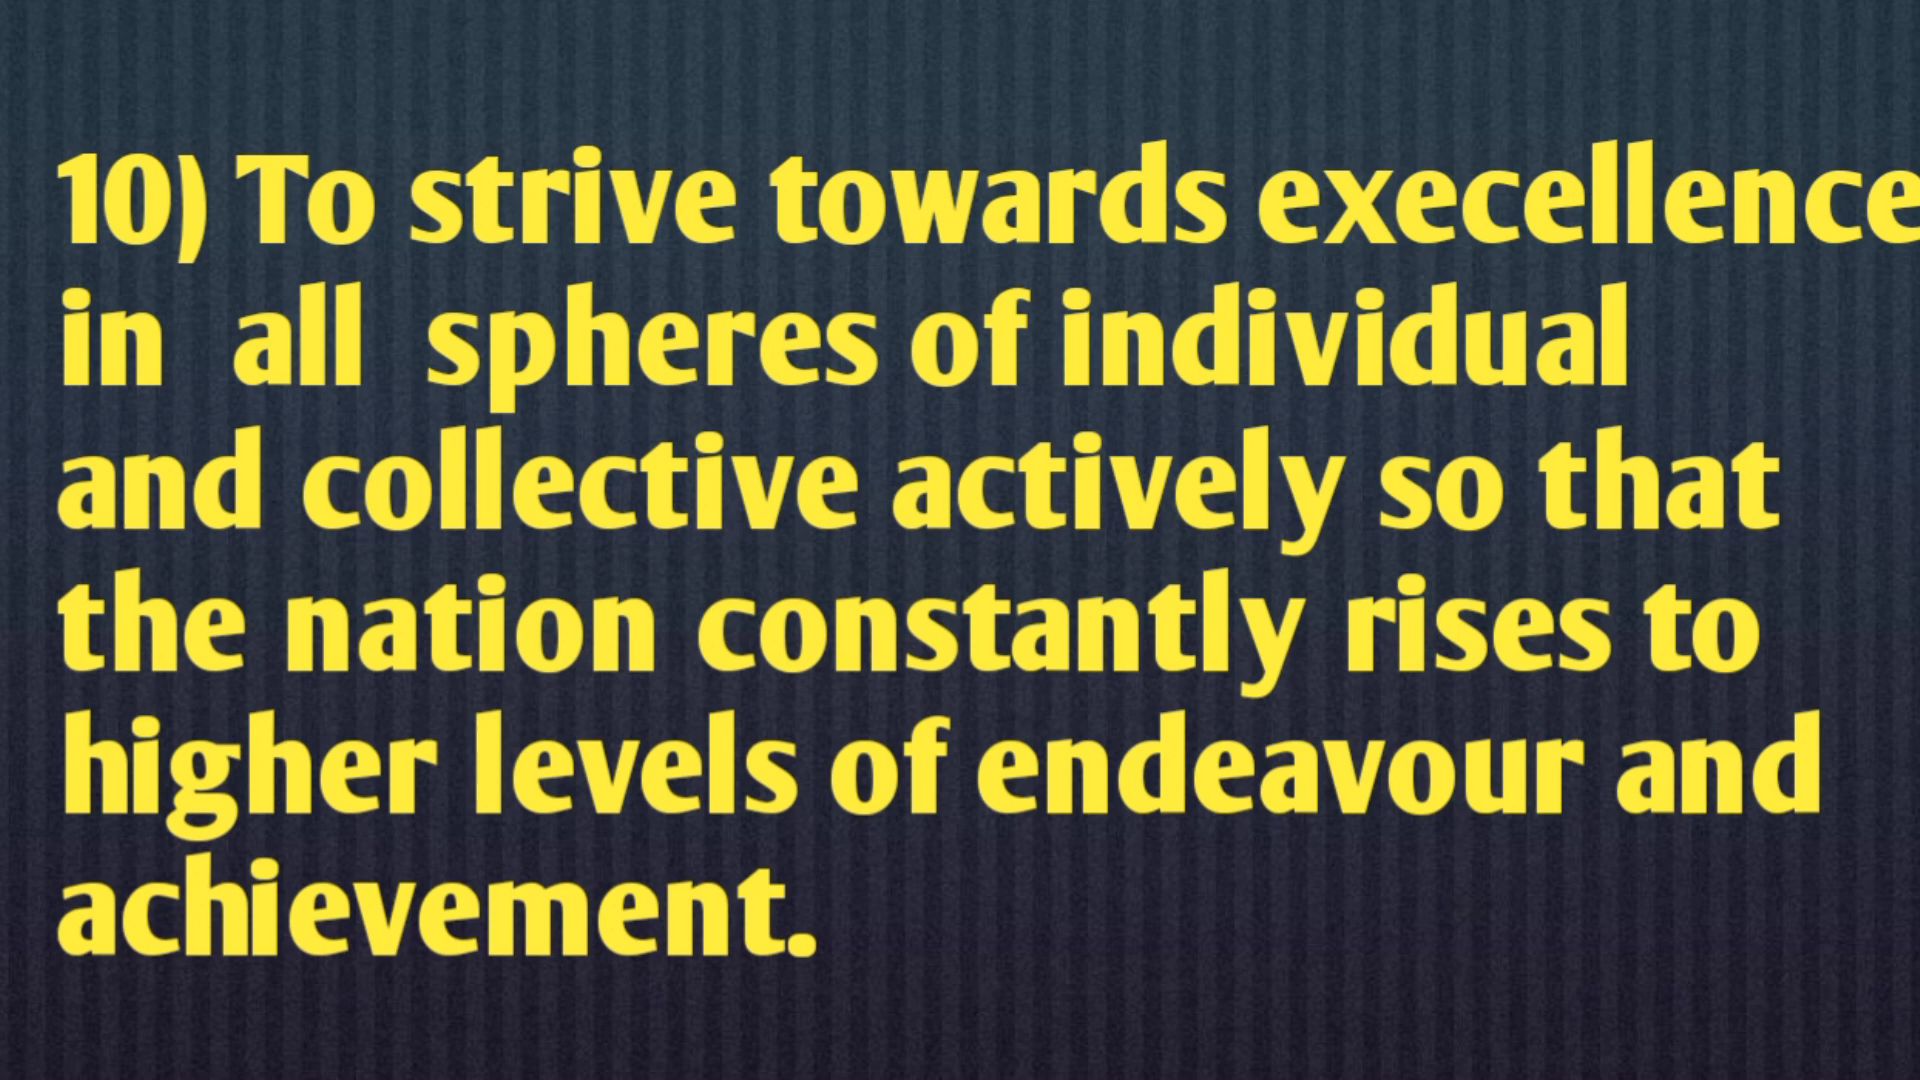 10) To strive towards execellence
in all spheres of individual
and collective actively so that
the nation constantly rises to
higher levels of endeavour and
achievement.